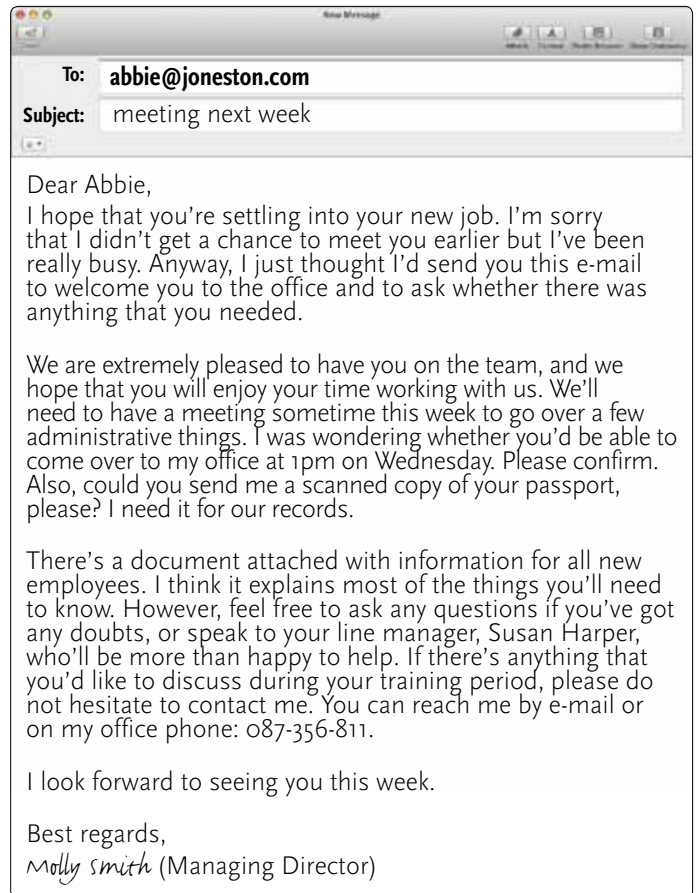 New Message
To: abbie@joneston.com
Subject: meeting next week
Dear Abbie,
I hope that you're settling into your new job. I'm sorry
that I didn't get a chance to meet you earlier but I've been
really busy. Anyway, I just thought I'd send you this e-mail
to welcome you to the office and to ask whether there was
anything that you needed.
We are extremely pleased to have you on the team, and we
hope that you will enjoy your time working with us. We'll
need to have a meeting sometime this week to go over a few
administrative things. I was wondering whether you'd be able to
come over to my office at 1pm on Wednesday. Please confirm.
Also, could you send me a scanned copy of your passport,
please? I need it for our records.
There's a document attached with information for all new
employees. I think it explains most of the things you'll need
to know. However, feel free to ask any questions if you've got
any doubts, or speak to your line manager, Susan Harper,
who'll be more than happy to help. If there's anything that
you'd like to discuss during your training period, please do
not hesitate to contact me. You can reach me by e-mail or
on my office phone: 087-356-811.
I look forward to seeing you this week.
Best regards,
Molly Smith (Managing Director)